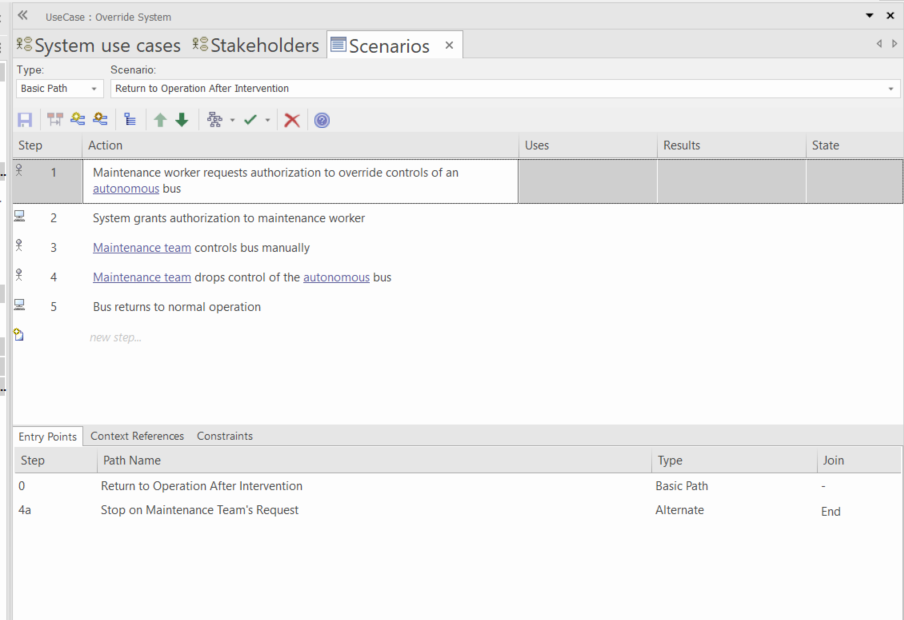 UseCase : Override System
System use cases Stakeholders Scenarios
Type: Scenario:
Basic Path Return to Operation After Intervention
Step Action Uses Results State
1 Maintenance worker requests authorization to override controls of an
autonomous bus
2 System grants authorization to maintenance worker
3 Maintenance team controls bus manually
4 Maintenance team drops control of the autonomous bus
5 Bus returns to normal operation
new step...
Entry Points Context References Constraints
Step Path Name Type Join
0 Return to Operation After Intervention Basic Path -
4a Stop on Maintenance Team's Request Alternate End